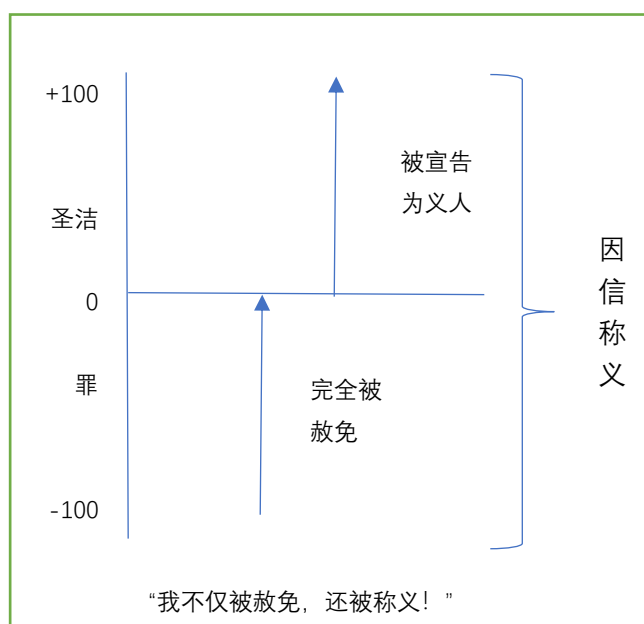 +100
被宣告
为义人
圣洁
0
因
信
称
义
罪
完全被
赦免
-100
“我不仅被赦免，还被称义！”